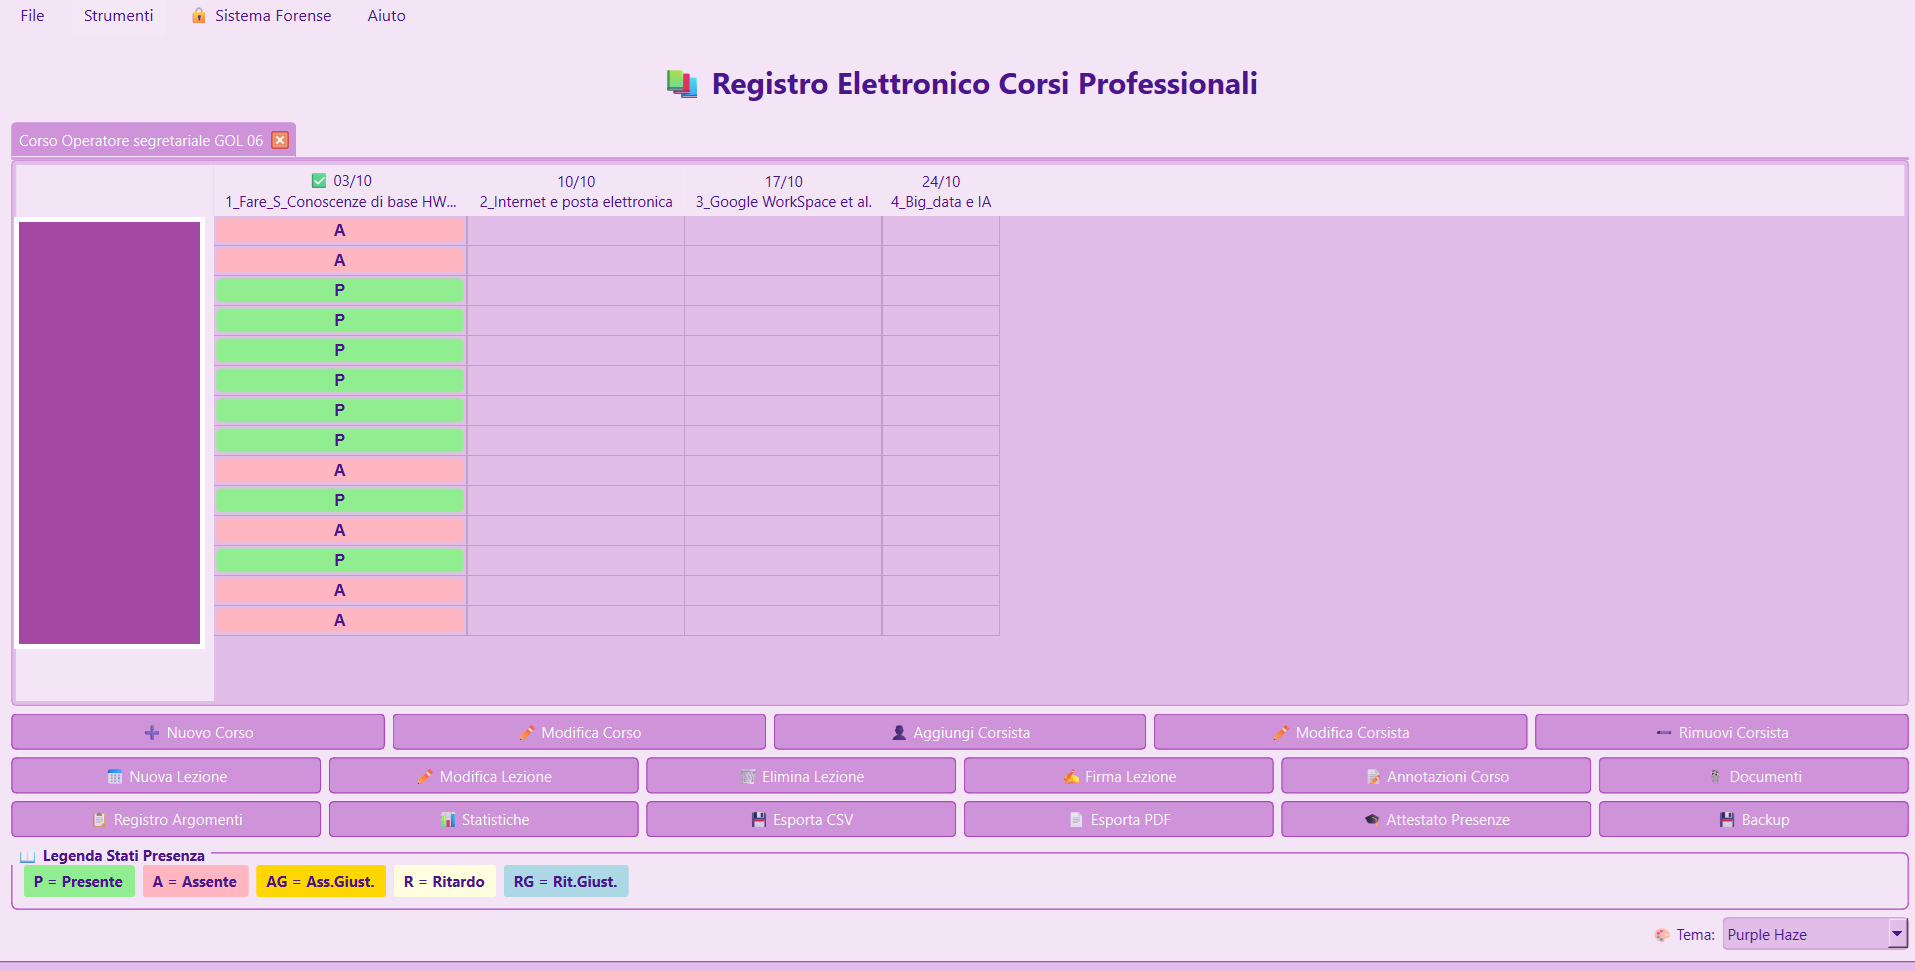 File Strumenti Sistema Forense Aiuto
Registro Elettronico Corsi Professionali
Corso Operatore segretariale GOL 06
03/10 10/10 17/10 24/10
1_Fare_S_Conoscenze di base HW... 2_Internet e posta elettronica 3_Google WorkSpace et al. 4_Big_data e IA
A
A
P
P
P
P
P
P
A
P
A
P
A
A
Nuovo Corso Modifica Corso Aggiungi Corsista Modifica Corsista Rimuovi Corsista
Nuova Lezione Modifica Lezione Elimina Lezione Firma Lezione Annotazioni Corso Documenti
Registro Argomenti Statistiche Esporta CSV Esporta PDF Attestato Presenze Backup
Legenda Stati Presenza
P = Presente A = Assente AG = Ass.Giust. R = Ritardo RG = Rit.Giust.
Tema: Purple Haze